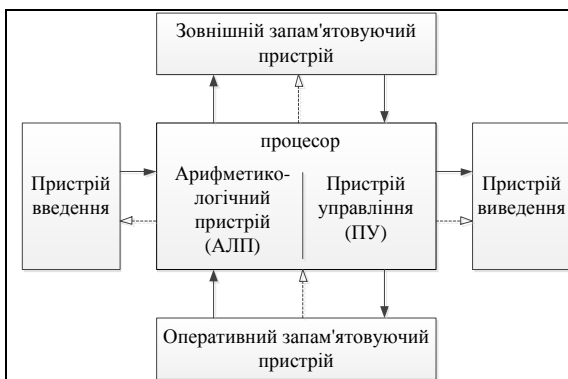 Зовнішній запам'ятовуючий
пристрій
процесор
Пристрій
введення
Арифметико-
логічний
пристрій
(АЛП)
Пристрій
управління
(ПУ)
Пристрій
виведення
Оперативний запам'ятовуючий
пристрій